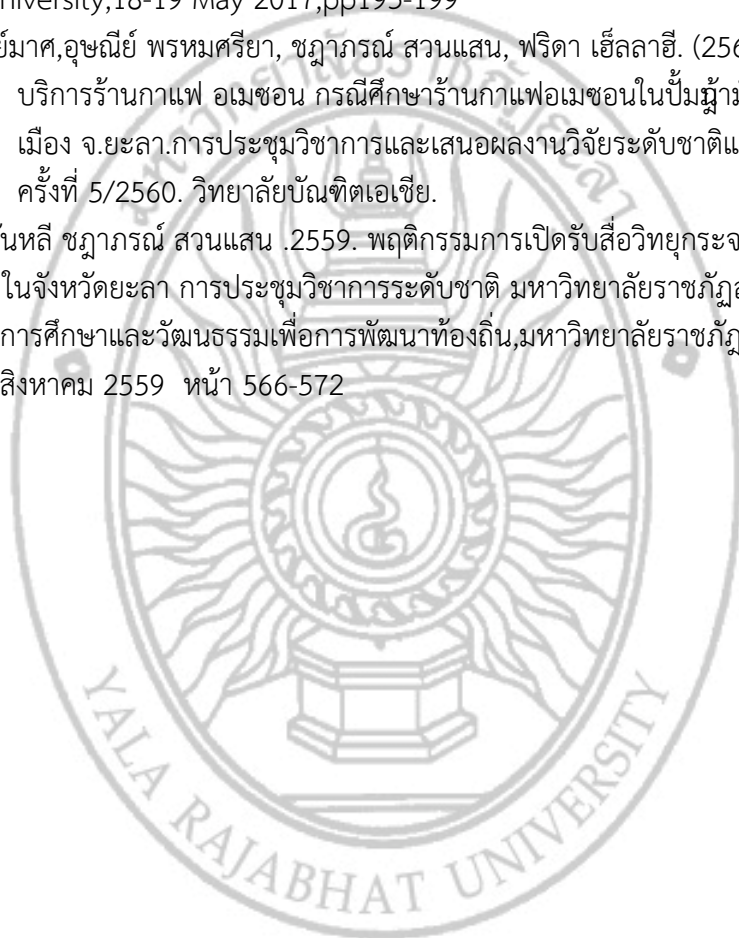 niversity,18-19 May 2017,pp195-199
ย์มาศ,อุษณีย์ พรหมศรียา, ชฎาภรณ์ สวนแสน, ฟริดา เฮ็ลลาฮี. (256
บริการร้านกาแฟ อเมซอน กรณีศึกษาร้านกาแฟอเมซอนในปั้ม
เมือง จ.ยะลา.การประชุมวิชาการและเสนอผลงานวิจัยระดับชาติแ
ครั้งที่ 5/2560. วิทยาลัยบัณฑิตเอเชีย.
ันหลี ชฎาภรณ์ สวนแสน .2559. พฤติกรรมการเปิดรับสื่อวิทยุกระจ
ในจังหวัดยะลา การประชุมวิชาการระดับชาติ มหาวิทยาลัยราชภัฏส
การศึกษาและวัฒนธรรมเพื่อการพัฒนาท้องถิ่น,มหาวิทยาลัยราชภัฏ
สิงหาคม 2559 หน้า 566-572
YALA RAJABHAT UNIVERSITY